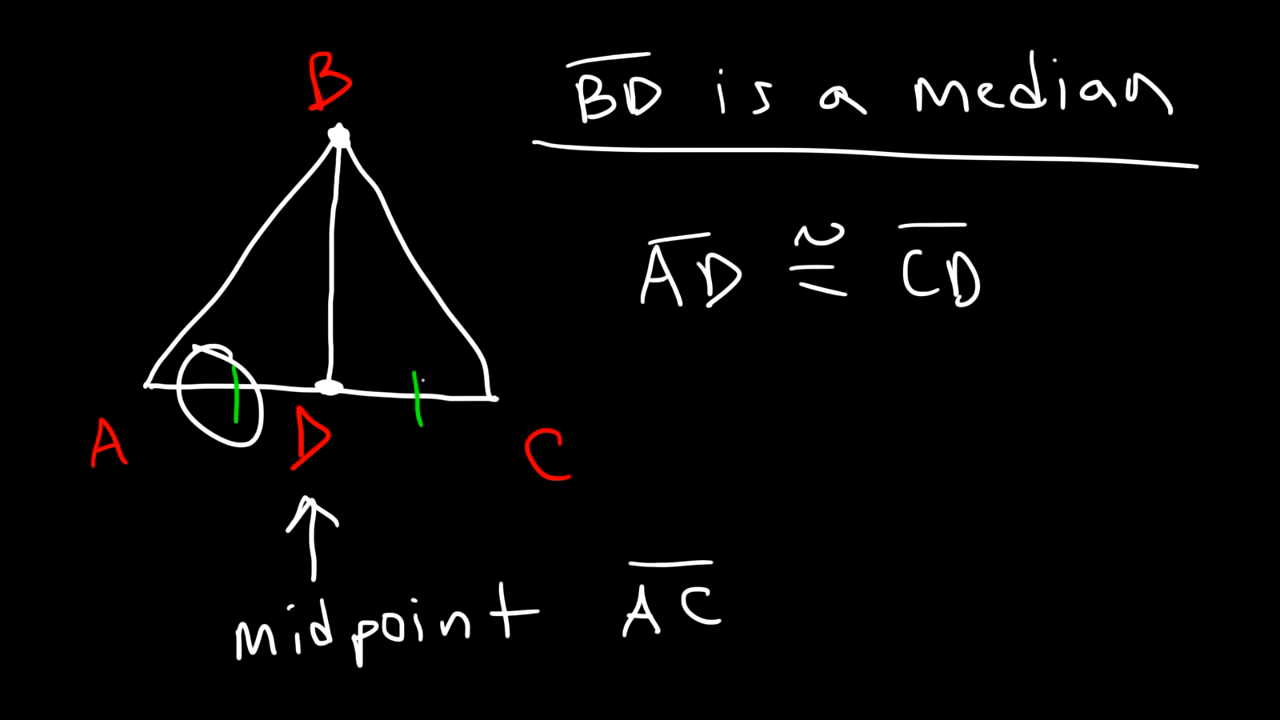 B
BD is a median
AD ≅ CD
A D C
midpoint AC